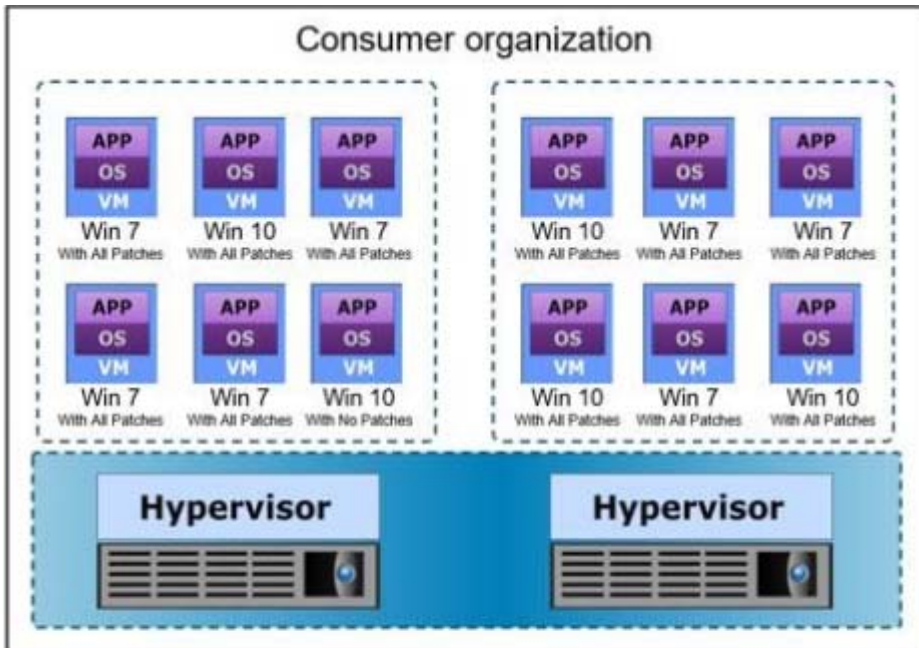 Consumer organization
APP APP APP APP APP APP
OS OS OS OS OS OS
VM VM VM VM VM VM
Win 7 Win 10 Win 7 Win 10 Win 7 Win 7
With All Patches With All Patches With All Patches With All Patches With All Patches With All Patches
APP APP APP APP APP APP
OS OS OS OS OS OS
VM VM VM VM VM VM
Win 7 Win 7 Win 10 Win 10 Win 7 Win 10
With All Patches With All Patches With No Patches With All Patches With All Patches With All Patches
Hypervisor Hypervisor